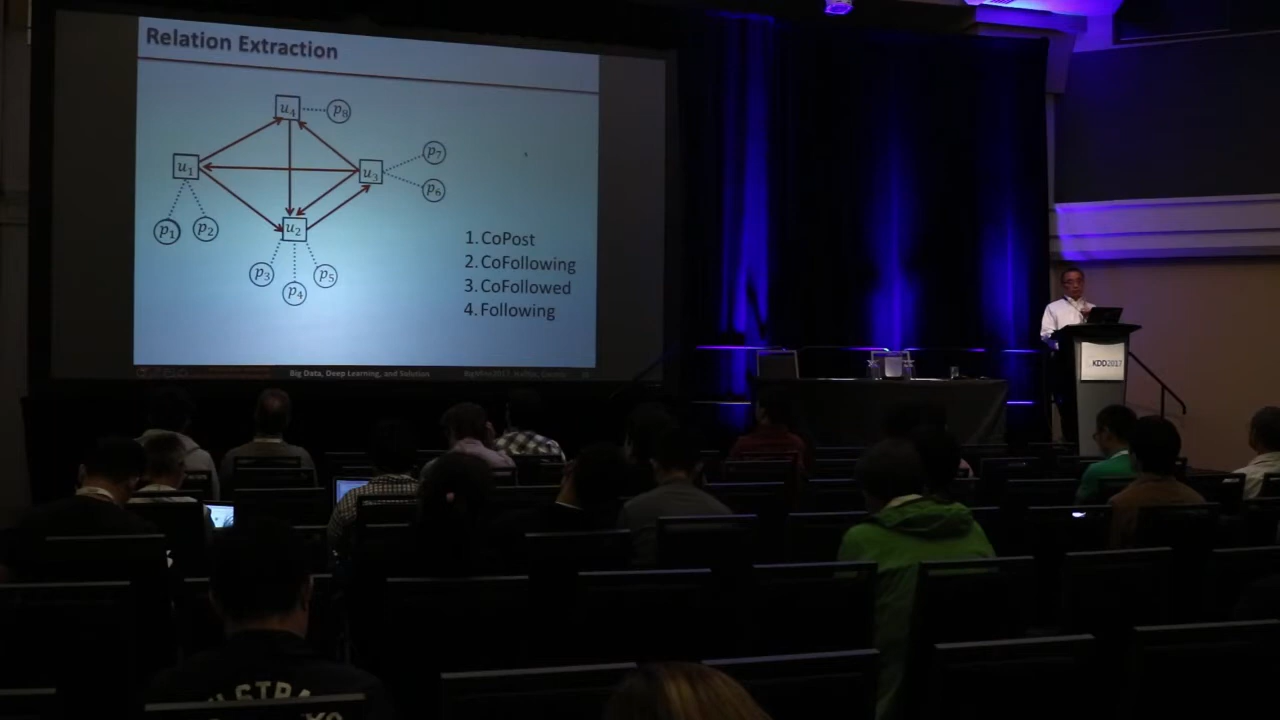 Relation Extraction
u4
p8
u1
u3
p7
p6
p1
p2
u2
p3
p4
p5
1. CoPost
2. CoFollowing
3. CoFollowed
4. Following
Big Data, Deep Learning, and Solution
KDD2017